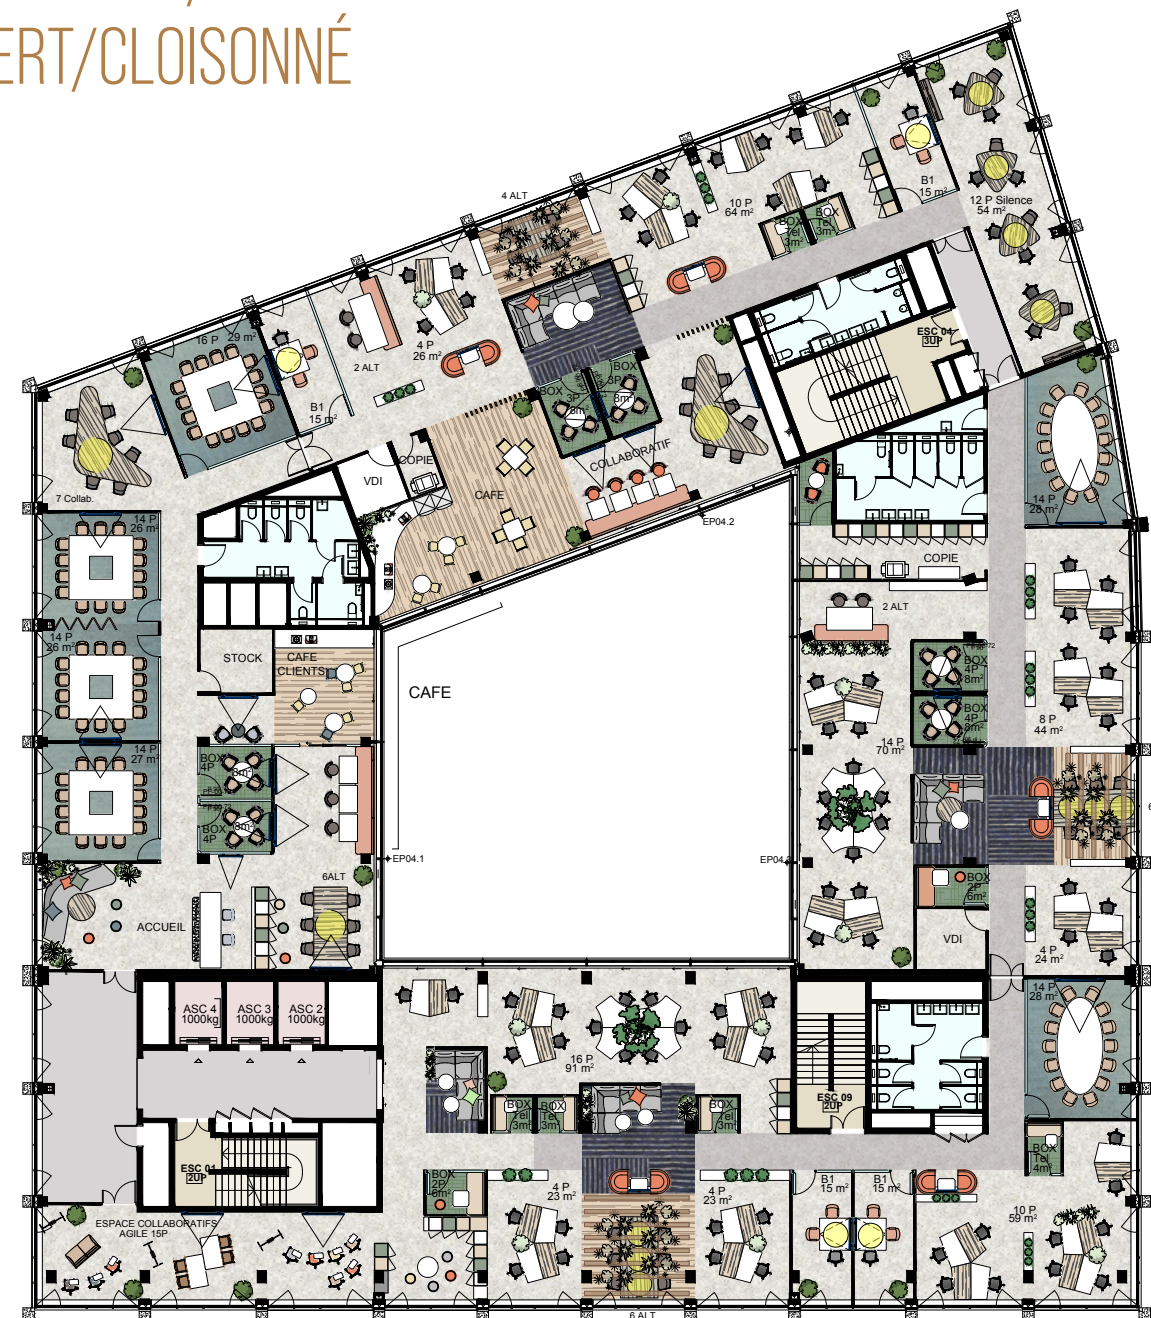 ERT/CLOISONNÉ
4 ALT
B1
15 m²
12 P Silence
54 m²
10 P
64 m²
BOX
Tel
3m²
BOX
Tel
3m²
ESC 04
3UP
16 P
29 m²
4 P
26 m²
2 ALT
B1
15 m²
BOX
3P
8m²
BOX
3P
8m²
COLLABORATIF
COPIE
VDI
CAFE
7 Collab.
EP04.2
14 P
28 m²
14 P
26 m²
COPIE
2 ALT
14 P
26 m²
STOCK
CAFE
CLIENTS
CAFE
BOX
4P
8m²
BOX
4P
8m²
8 P
44 m²
14 P
70 m²
14 P
27 m²
BOX
4P
8m²
BOX
4P
8m²
6
EP04.1
EP04.
6ALT
BOX
2P
6m²
ACCUEIL
VDI
4 P
24 m²
14 P
28 m²
ASC 4
1000kg
ASC 3
1000kg
ASC 2
1000kg
16 P
91 m²
BOX
Tel
3m²
BOX
Tel
3m²
BOX
Tel
3m²
ESC 09
2UP
BOX
Tel
4m²
ESC 01
2UP
BOX
2P
6m²
4 P
23 m²
4 P
23 m²
B1
15 m²
B1
15 m²
10 P
59 m²
ESPACE COLLABORATIFS
AGILE 15P
6 ALT